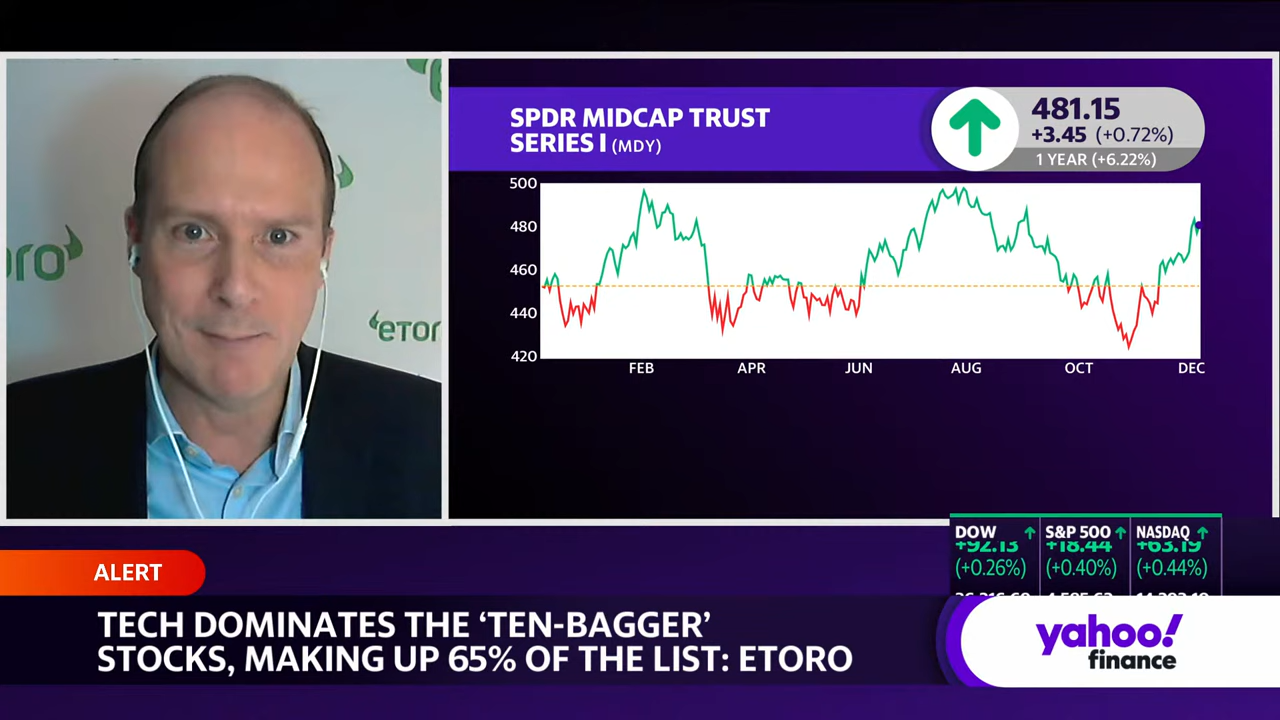 etoro
SPDR MIDCAP TRUST
SERIES I (MDY)
481.15
+3.45 (+0.72%)
1 YEAR (+6.22%)
500
480
460
440
420
FEB APR JUN AUG OCT DEC
DOW S&P 500 NASDAQ
+92.13 +18.44 +63.19
(+0.26%) (+0.40%) (+0.44%)
ALERT
TECH DOMINATES THE ‘TEN-BAGGER’
STOCKS, MAKING UP 65% OF THE LIST: ETORO
yahoo!
finance